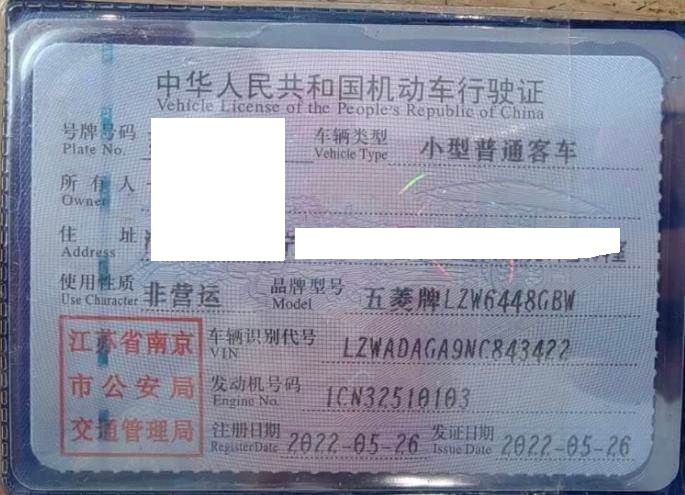 中华人民共和国机动车行驶证
Vehicle License of the People's Republic of China
号牌号码 车辆类型 小型普通客车
Plate No. Vehicle Type
所有人
Owner
住址
Address
使用性质 非营运 品牌型号 五菱牌LZW6448GBW
Use Character Model
江苏省南京
市公安局
交通管理局
车辆识别代号 LZWADAGA9NC843422
VIN
发动机号码 1CN32510103
Engine No.
注册日期 2022-05-26 发证日期 2022-05-26
Register Date Issue Date